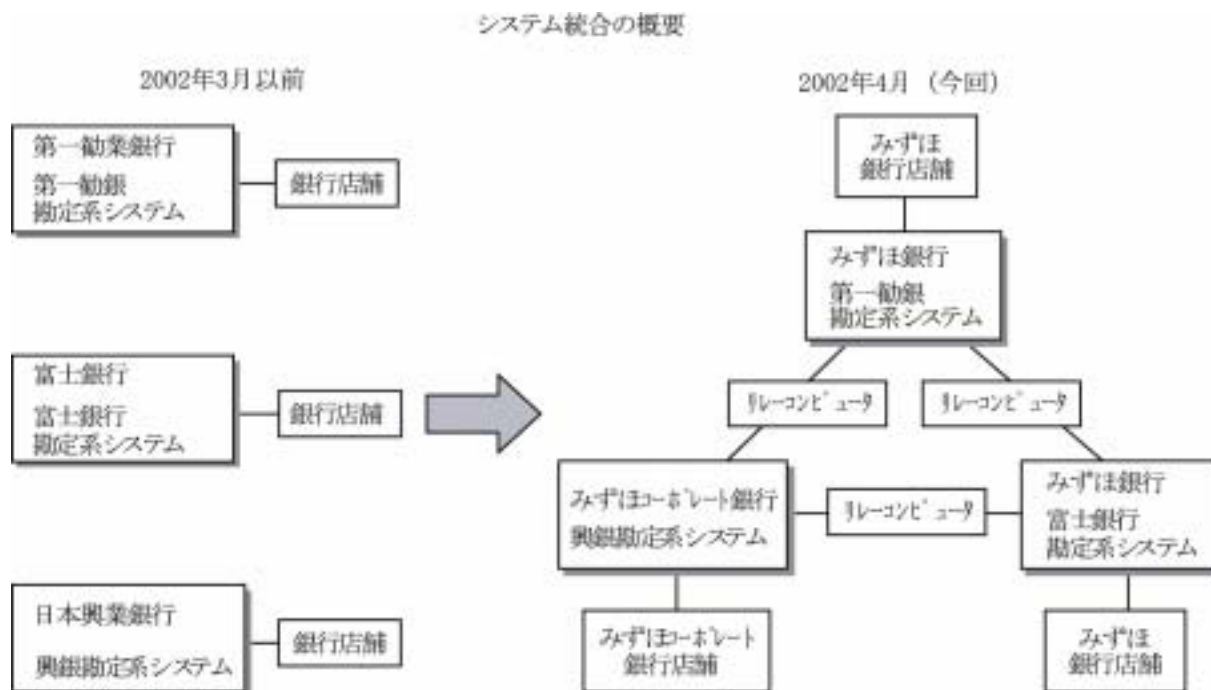 システム統合の概要
2002年3月以前
第一勧業銀行
第一勧銀
勘定系システム
銀行店舗
富士銀行
富士銀行
勘定系システム
銀行店舗
日本興業銀行
興銀勘定系システム
銀行店舗
2002年4月 (今回)
みずほ
銀行店舗
みずほ銀行
第一勧銀
勘定系システム
ﾘﾚｰｺﾝﾋﾟｭｰﾀ
ﾘﾚｰｺﾝﾋﾟｭｰﾀ
みずほｺｰﾎﾟﾚｰﾄ銀行
興銀勘定系システム
ﾘﾚｰｺﾝﾋﾟｭｰﾀ
みずほ銀行
富士銀行
勘定系システム
みずほｺｰﾎﾟﾚｰﾄ
銀行店舗
みずほ
銀行店舗